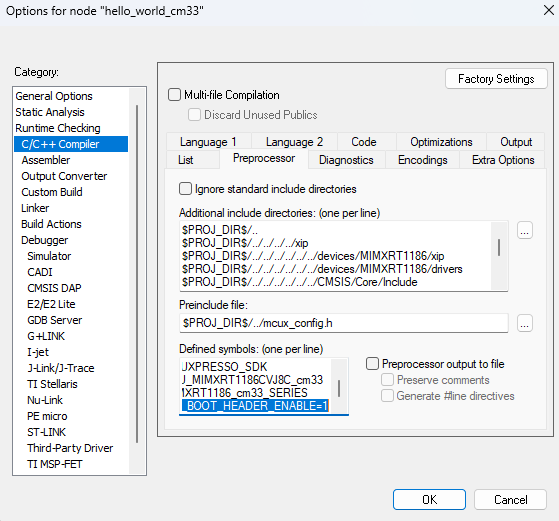 Options for node "hello_world_cm33"
Category:
General Options
Static Analysis
Runtime Checking
C/C++ Compiler
Assembler
Output Converter
Custom Build
Linker
Build Actions
Debugger
Simulator
CADI
CMSIS DAP
E2/E2 Lite
GDB Server
G+LINK
I-jet
J-Link/J-Trace
TI Stellaris
Nu-Link
PE micro
ST-LINK
Third-Party Driver
TI MSP-FET
Factory Settings
Multi-file Compilation
Discard Unused Publics
Language 1 Language 2 Code Optimizations Output
List Preprocessor Diagnostics Encodings Extra Options
Ignore standard include directories
Additional include directories: (one per line)
$PROJ_DIR$/..
$PROJ_DIR$/../../../../xip
$PROJ_DIR$/../../../../../../../devices/MIMXRT1186/xip
$PROJ_DIR$/../../../../../../../devices/MIMXRT1186/drivers
$PROJ_DIR$/../../../../../../../CMSIS/Core/Include
...
Preinclude file:
$PROJ_DIR$/../mcux_config.h
...
Defined symbols: (one per line)
UXPRESSO_SDK
J_MIMXRT1186CVJ8C_cm33
MXRT1186_cm33_SERIES
_BOOT_HEADER_ENABLE=1
Preprocessor output to file
Preserve comments
Generate #line directives
OK Cancel